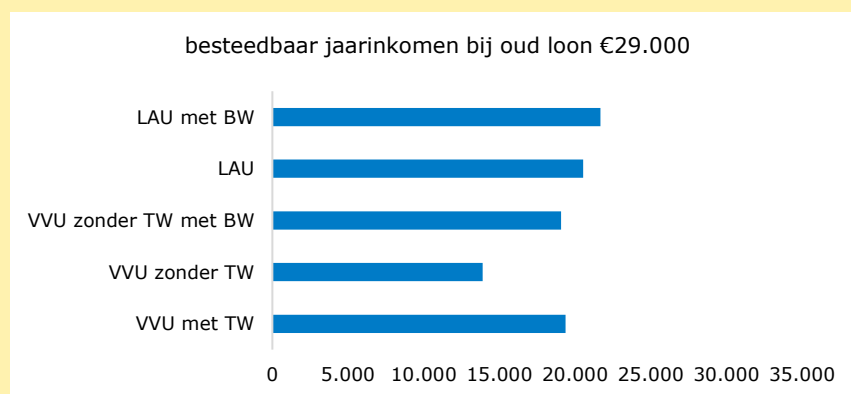 besteedbaar jaarinkomen bij oud loon €29.000
LAU met BW
LAU
VVU zonder TW met BW
VVU zonder TW
VVU met TW
0 5.000 10.000 15.000 20.000 25.000 30.000 35.000